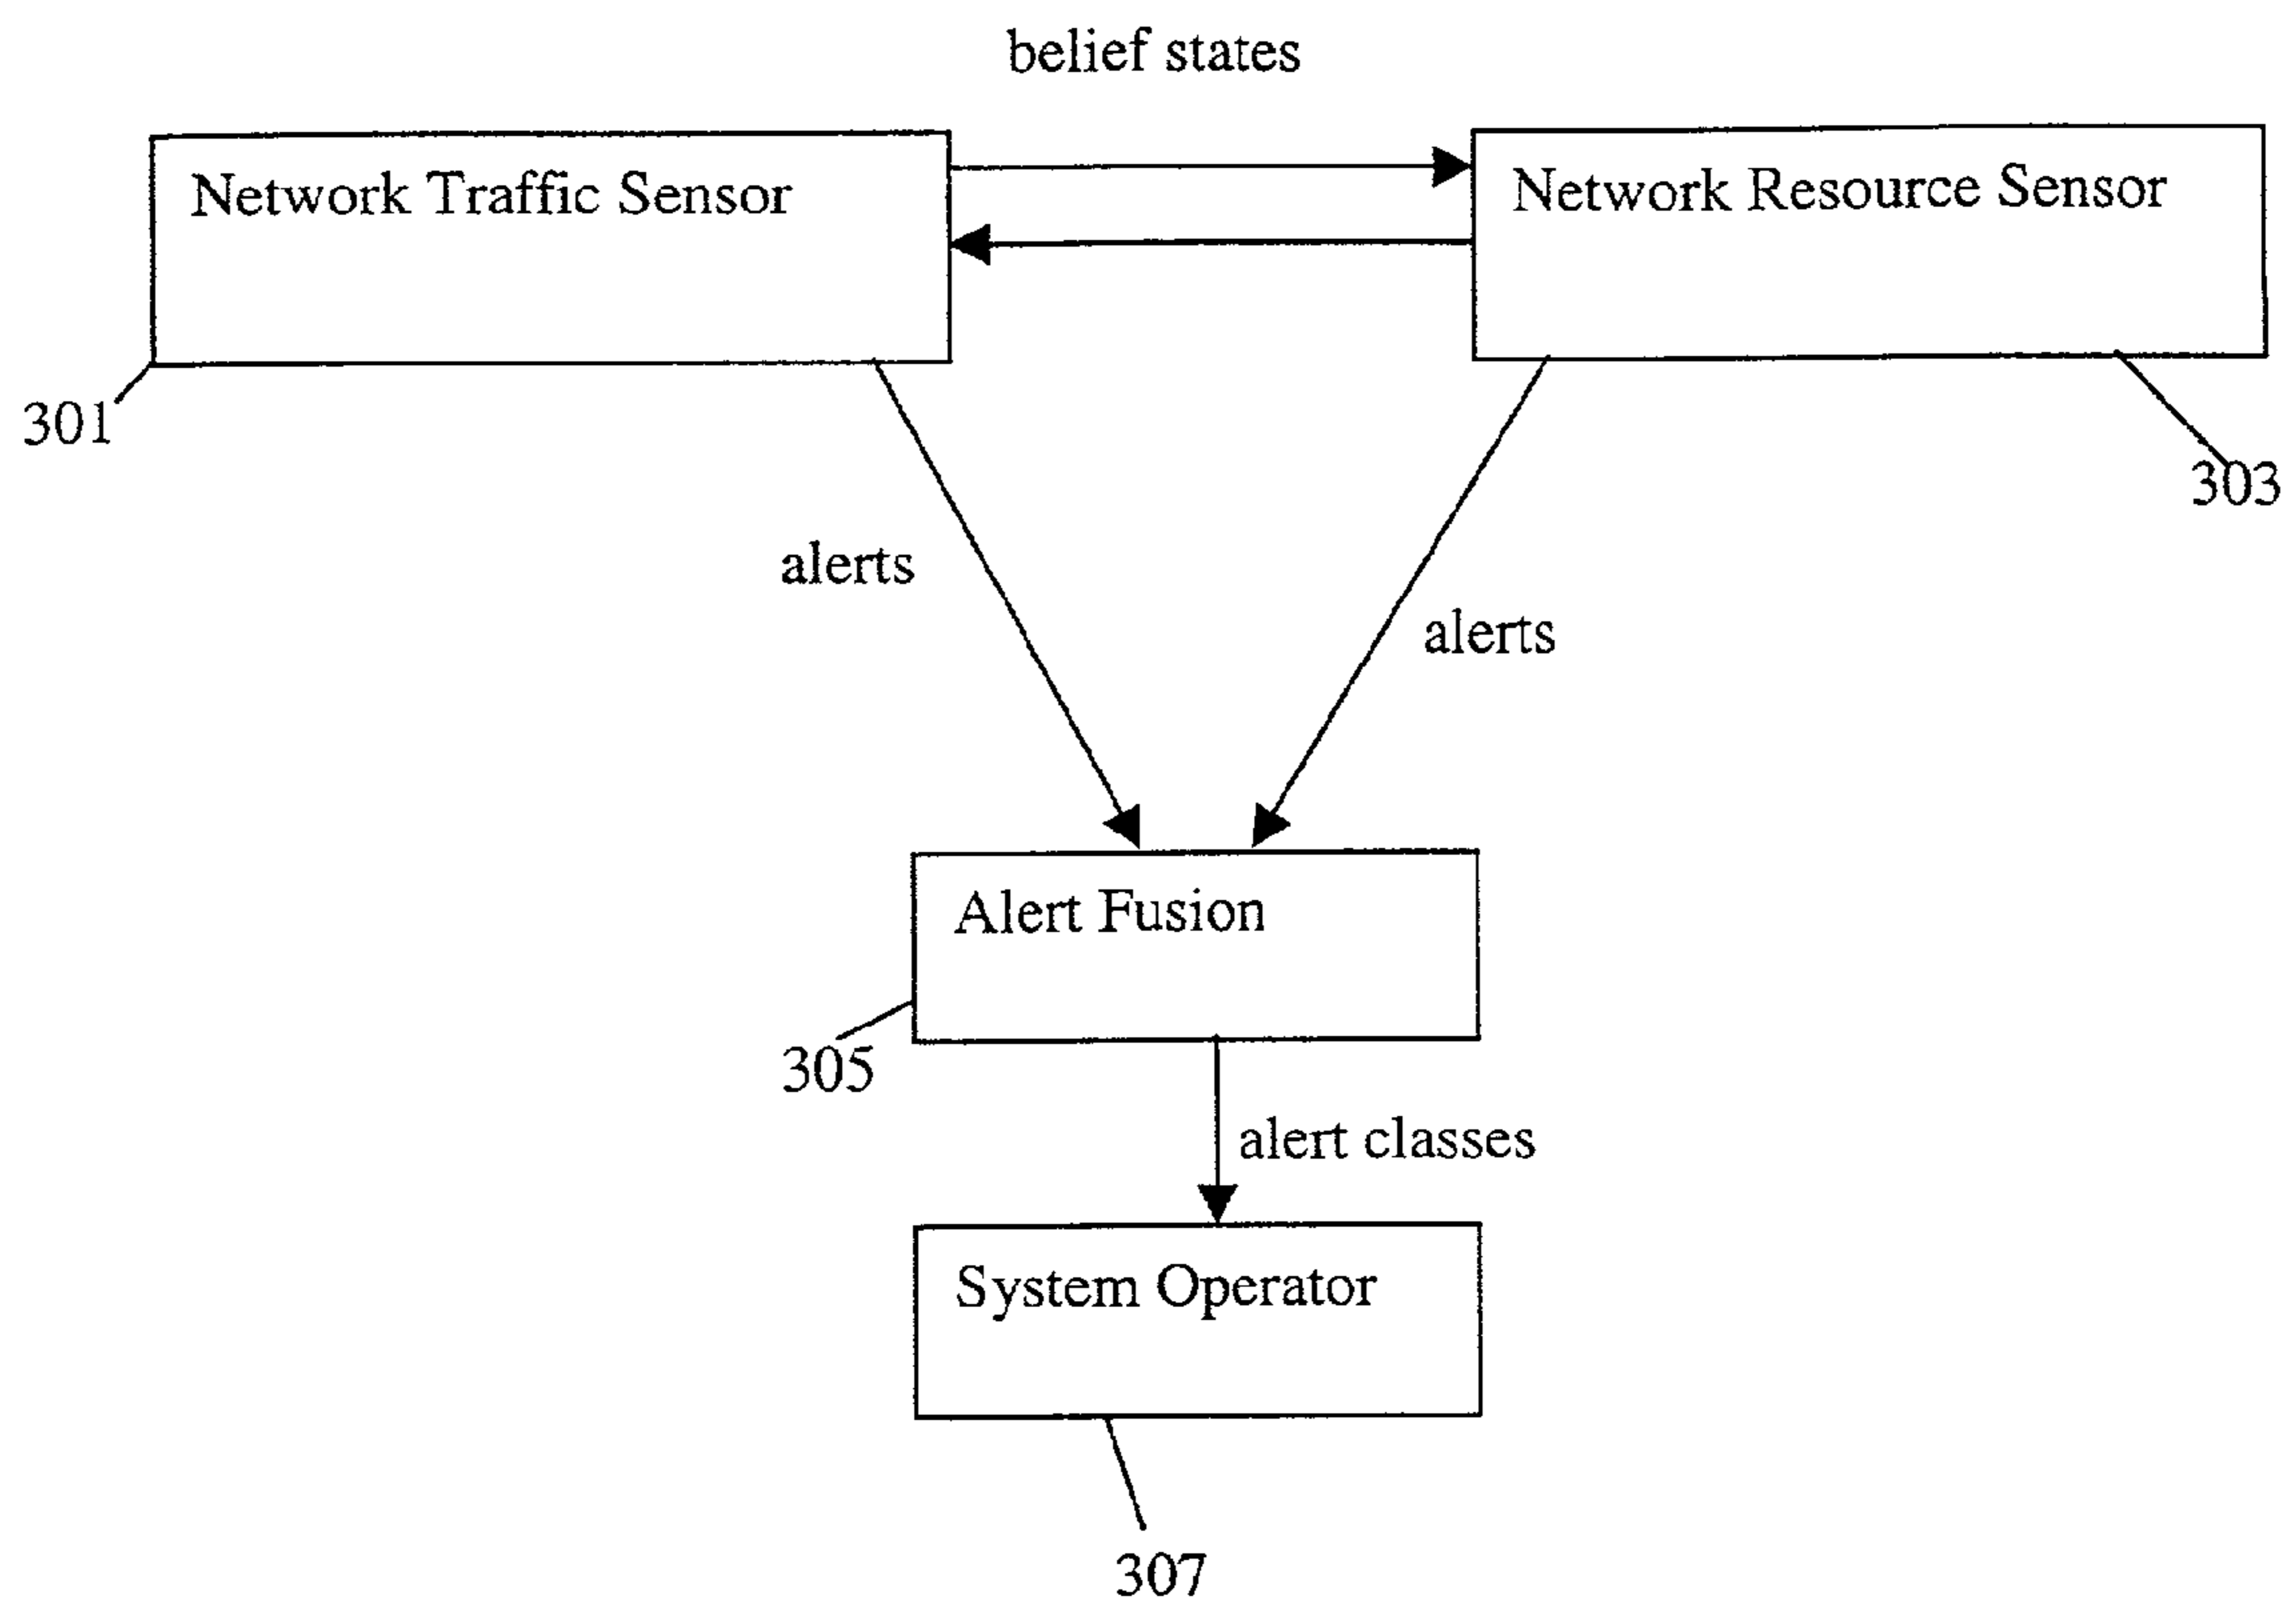 belief states
Network Traffic Sensor
Network Resource Sensor
301
303
alerts
alerts
Alert Fusion
305
alert classes
System Operator
307